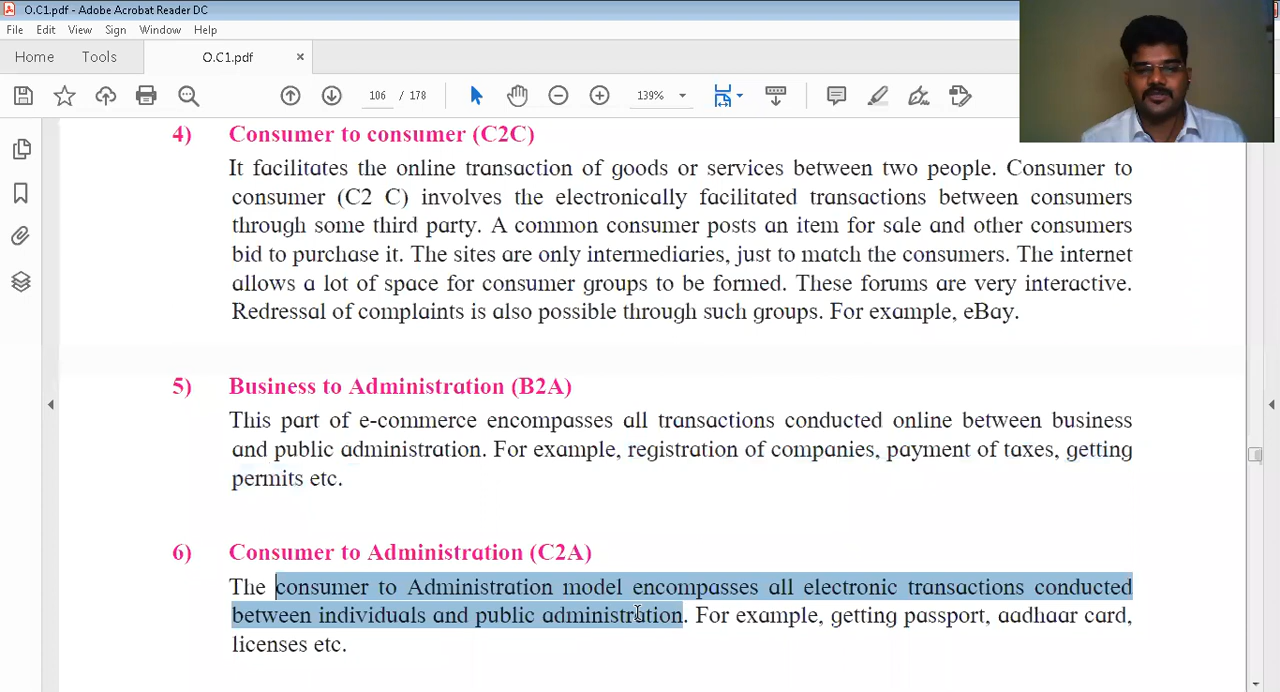 O.C1.pdf - Adobe Acrobat Reader DC
File Edit View Sign Window Help
Home Tools O.C1.pdf ×
106 / 178 139%
4) Consumer to consumer (C2C)
It facilitates the online transaction of goods or services between two people. Consumer to
consumer (C2 C) involves the electronically facilitated transactions between consumers
through some third party. A common consumer posts an item for sale and other consumers
bid to purchase it. The sites are only intermediaries, just to match the consumers. The internet
allows a lot of space for consumer groups to be formed. These forums are very interactive.
Redressal of complaints is also possible through such groups. For example, eBay.
5) Business to Administration (B2A)
This part of e-commerce encompasses all transactions conducted online between business
and public administration. For example, registration of companies, payment of taxes, getting
permits etc.
6) Consumer to Administration (C2A)
The consumer to Administration model encompasses all electronic transactions conducted
between individuals and public administration. For example, getting passport, aadhaar card,
licenses etc.